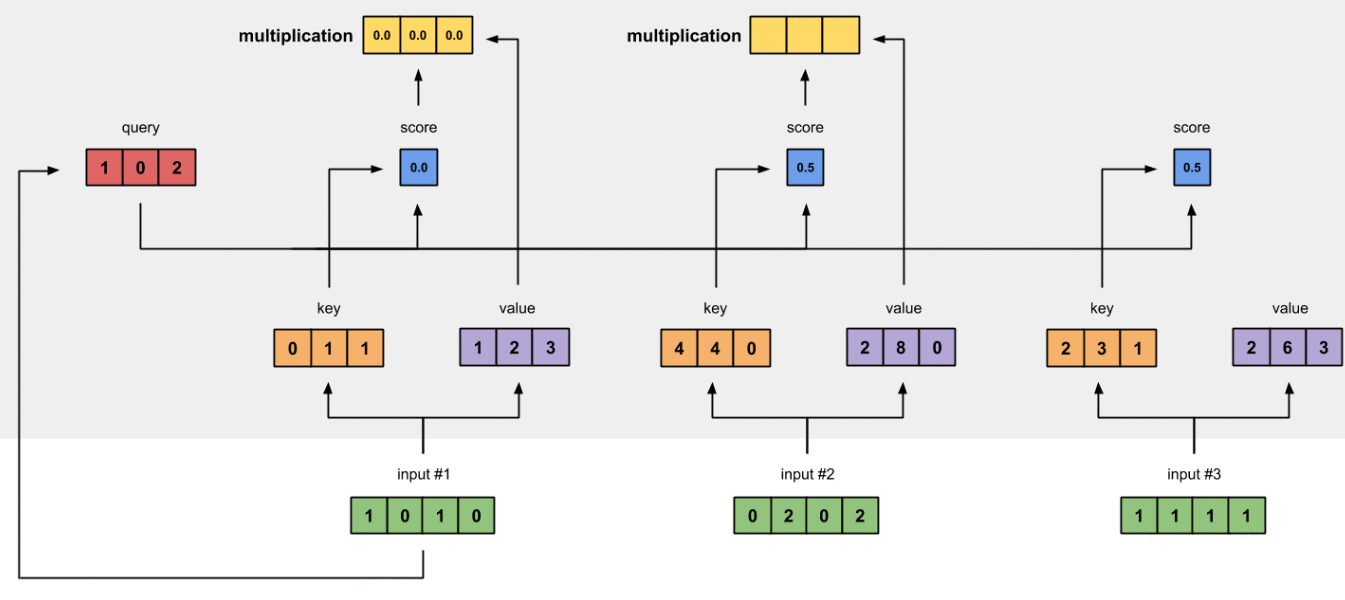 multiplication 0.0 0.0 0.0 multiplication
query score score score
1 0 2 0.0 0.5 0.5
key value key value key value
0 1 1 1 2 3 4 4 0 2 8 0 2 3 1 2 6 3
input #1 input #2 input #3
1 0 1 0 0 2 0 2 1 1 1 1